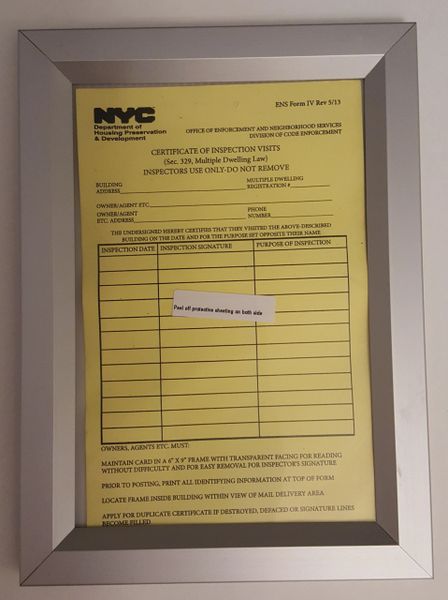 ENS Form IV Rev 5/13
NYC
Department of
Housing Preservation
& Development
OFFICE OF ENFORCEMENT AND NEIGHBORHOOD SERVICES
DIVISION OF CODE ENFORCEMENT
CERTIFICATE OF INSPECTION VISITS
(Sec. 329, Multiple Dwelling Law)
INSPECTORS USE ONLY-DO NOT REMOVE
BUILDING ADDRESS
MULTIPLE DWELLING REGISTRATION #
OWNER/AGENT ETC.
OWNER/AGENT ETC. ADDRESS
PHONE NUMBER
THE UNDERSIGNED HEREBY CERTIFIES THAT THEY VISITED THE ABOVE-DESCRIBED
BUILDING ON THE DATE AND FOR THE PURPOSE SET OPPOSITE THEIR NAME
INSPECTION DATE INSPECTION SIGNATURE PURPOSE OF INSPECTION
Peel off protective sheeting on both side
OWNERS, AGENTS ETC. MUST:
MAINTAIN CARD IN A 6" X 9" FRAME WITH TRANSPARENT FACING FOR READING
WITHOUT DIFFICULTY AND FOR EASY REMOVAL FOR INSPECTOR'S SIGNATURE
PRIOR TO POSTING, PRINT ALL IDENTIFYING INFORMATION AT TOP OF FORM
LOCATE FRAME INSIDE BUILDING WITHIN VIEW OF MAIL DELIVERY AREA
APPLY FOR DUPLICATE CERTIFICATE IF DESTROYED, DEFACED OR SIGNATURE LINES
BECOME FILLED